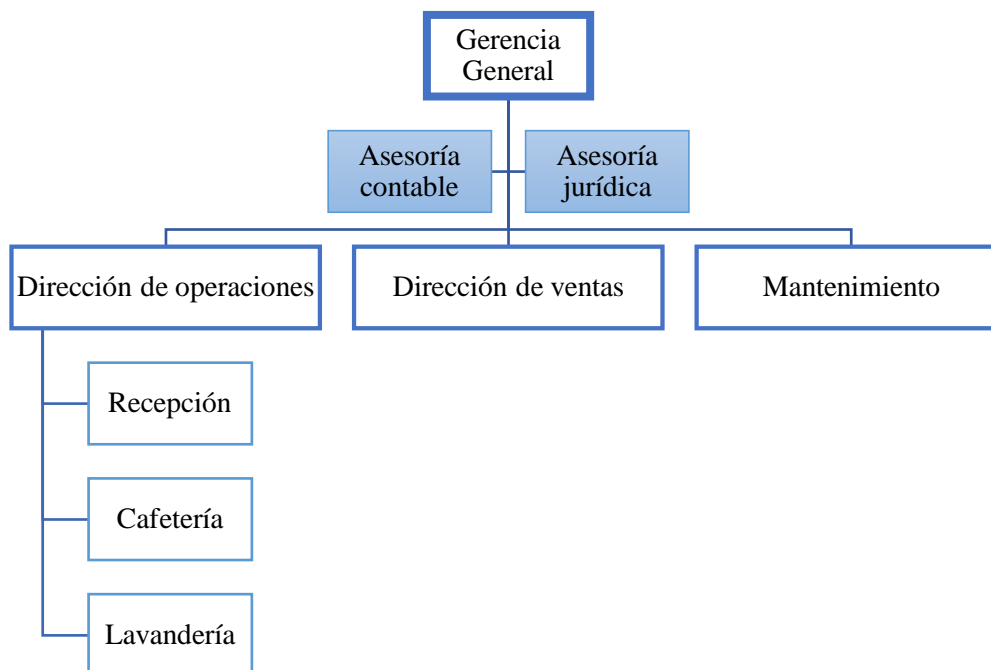 Gerencia
General
Asesoría
contable
Asesoría
jurídica
Dirección de operaciones
Dirección de ventas
Mantenimiento
Recepción
Cafetería
Lavandería